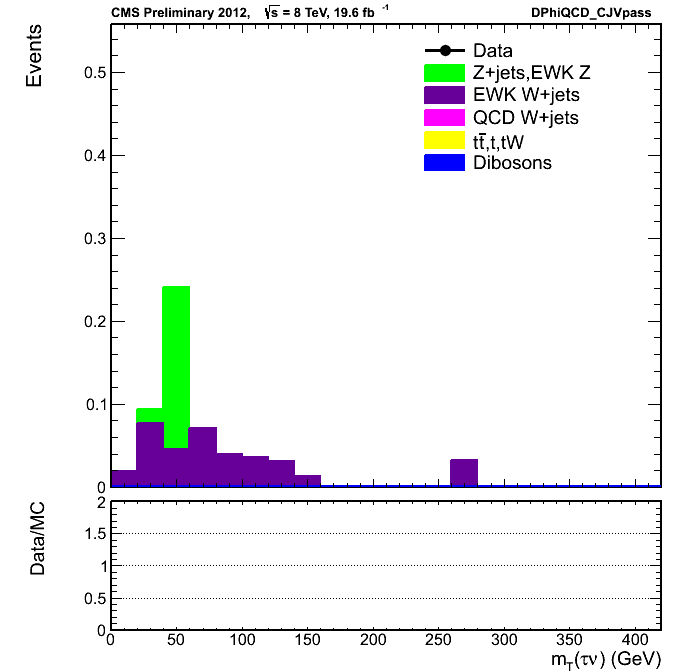 CMS Preliminary 2012, √s = 8 TeV, 19.6 fb⁻¹ DPhiQCD_CJVpass
Events
Data
Z+jets,EWK Z
EWK W+jets
QCD W+jets
tt̅,t,tW
Dibosons
0.5
0.4
0.3
0.2
0.1
0
Data/MC
2
1.5
1
0.5
0
0 50 100 150 200 250 300 350 400
m_T(τν) (GeV)